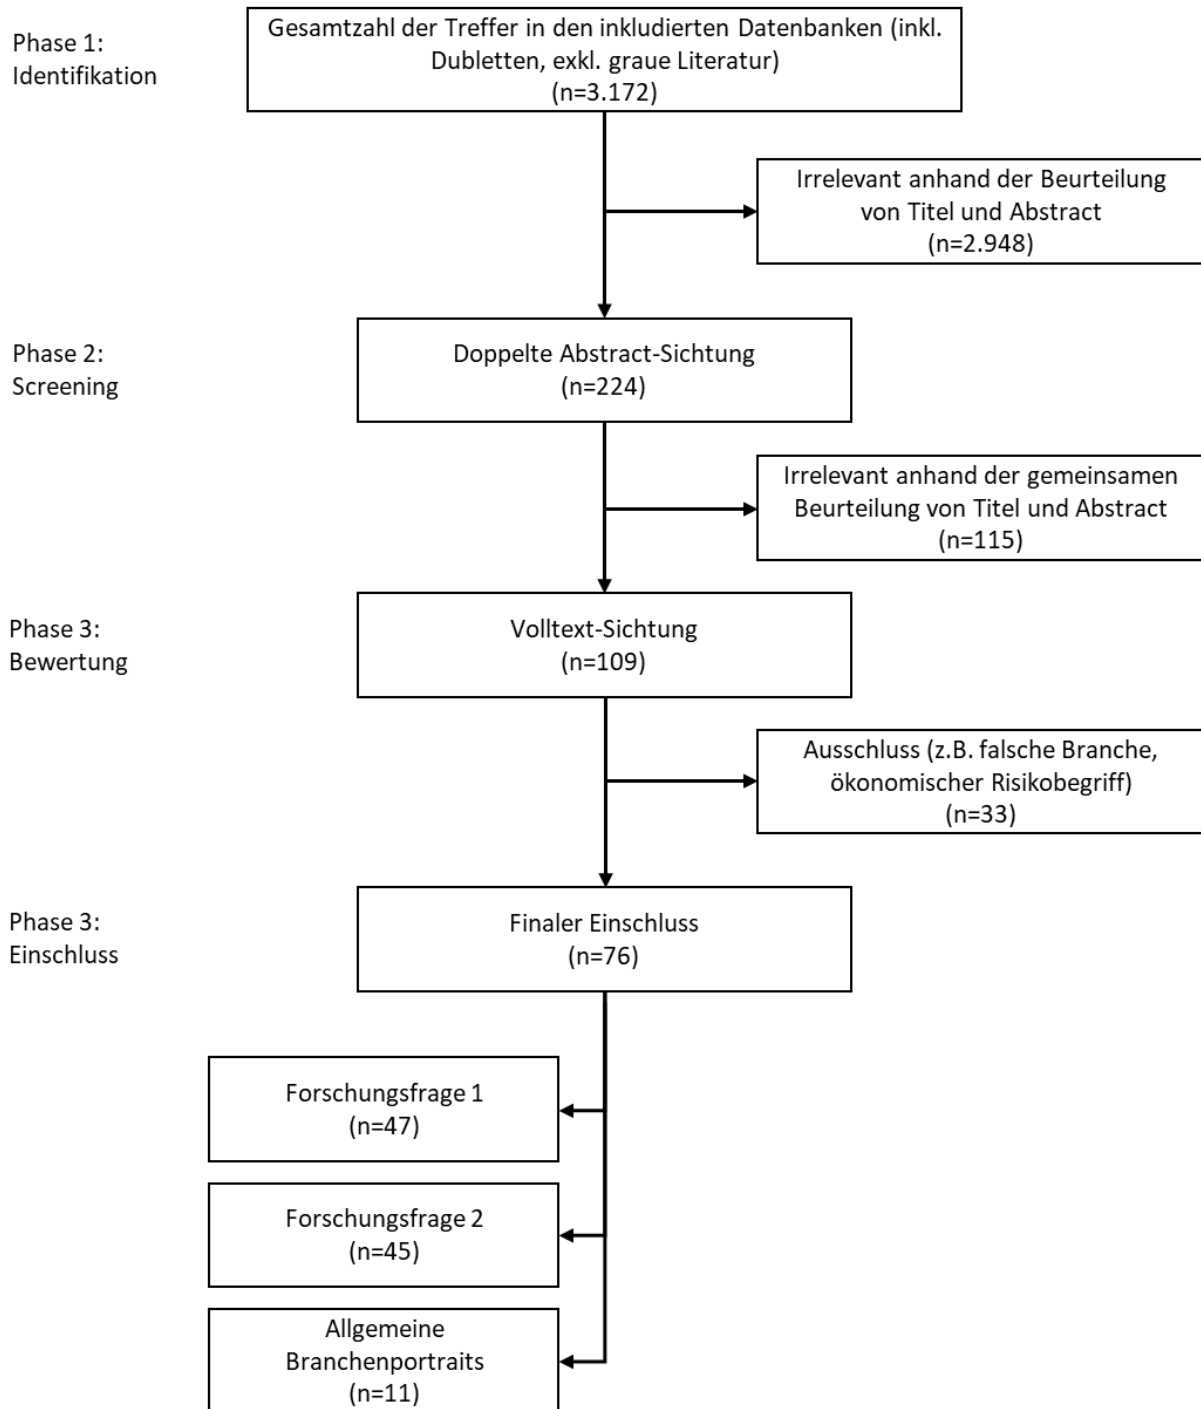 Phase 1:
Identifikation
Gesamtzahl der Treffer in den inkludierten Datenbanken (inkl.
Dubletten, exkl. graue Literatur)
(n=3.172)
Irrelevant anhand der Beurteilung
von Titel und Abstract
(n=2.948)
Phase 2:
Screening
Doppelte Abstract-Sichtung
(n=224)
Irrelevant anhand der gemeinsamen
Beurteilung von Titel und Abstract
(n=115)
Phase 3:
Bewertung
Volltext-Sichtung
(n=109)
Ausschluss (z.B. falsche Branche,
ökonomischer Risikobegriff)
(n=33)
Phase 3:
Einschluss
Finaler Einschluss
(n=76)
Forschungsfrage 1
(n=47)
Forschungsfrage 2
(n=45)
Allgemeine
Branchenportraits
(n=11)